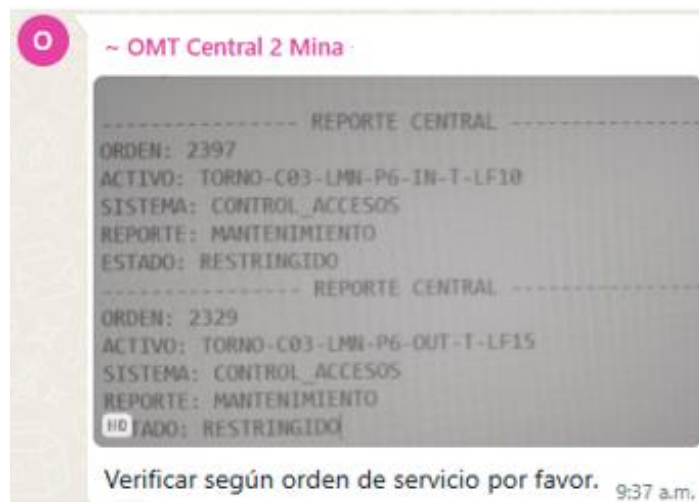 O
~ OMT Central 2 Mina
---------------- REPORTE CENTRAL ----------------
ORDEN: 2397
ACTIVO: TORNO-C03-LMN-P6-IN-T-LF10
SISTEMA: CONTROL_ACCESOS
REPORTE: MANTENIMIENTO
ESTADO: RESTRINGIDO
---------------- REPORTE CENTRAL ----------------
ORDEN: 2329
ACTIVO: TORNO-C03-LMN-P6-OUT-T-LF15
SISTEMA: CONTROL_ACCESOS
REPORTE: MANTENIMIENTO
HD TADO: RESTRINGIDO
Verificar según orden de servicio por favor. 9:37 a.m.